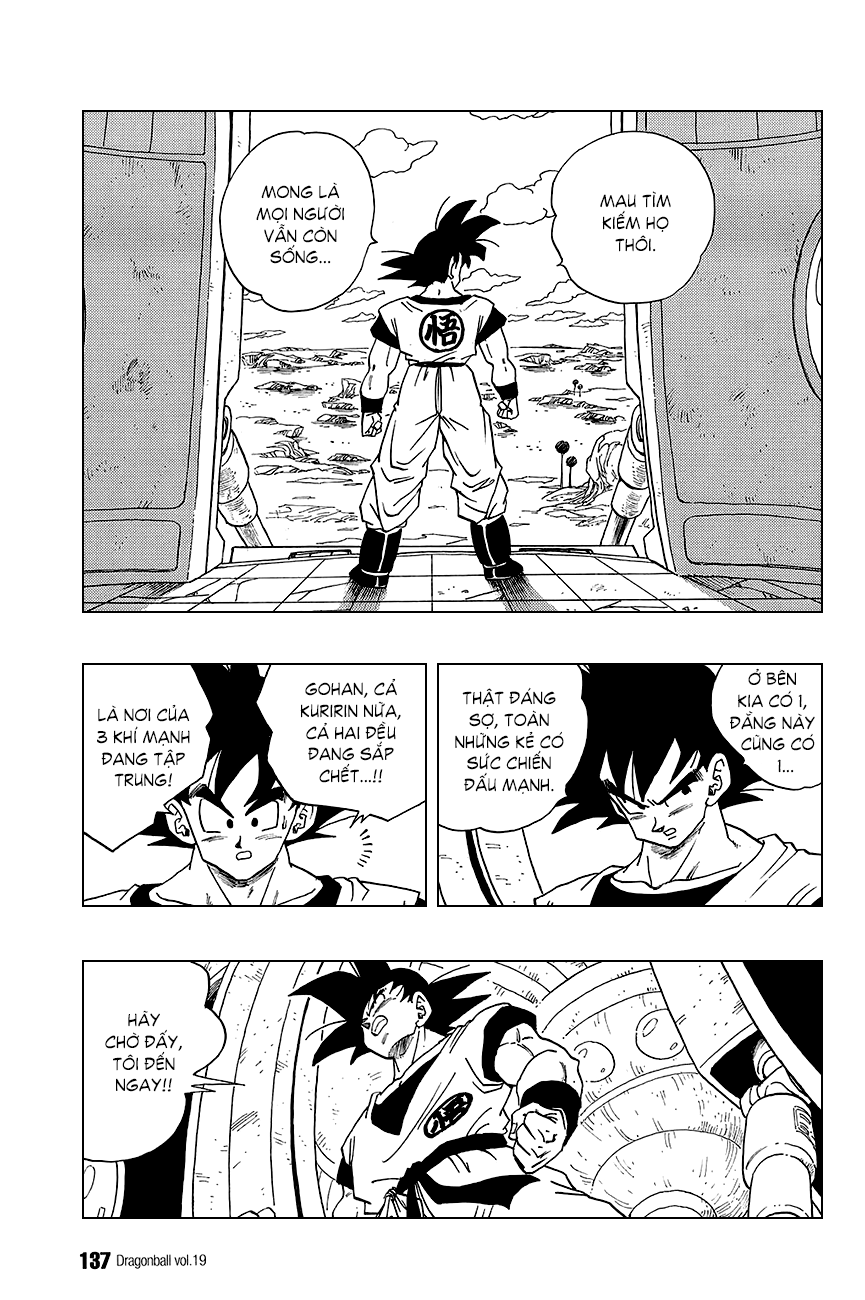 MAU TÌM
KIẾM HỌ
THÔI.
MONG LÀ
MỌI NGƯỜI
VẪN CÒN
SỐNG...
悟
Ở BÊN
KIA CÓ 1,
ĐẰNG NÀY
CŨNG CÓ
1...
THẬT ĐÁNG
SỢ, TOÀN
NHỮNG KẺ CÓ
SỨC CHIẾN
ĐẤU MẠNH.
GOHAN, CẢ
KURIRIN NỮA,
CẢ HAI ĐỀU
ĐANG SẮP
CHẾT...!!
LÀ NƠI CỦA
3 KHÍ MẠNH
ĐANG TẬP
TRUNG!
HÃY
CHỜ ĐẤY,
TÔI ĐẾN
NGAY!!
悟
137 Dragonball vol.19